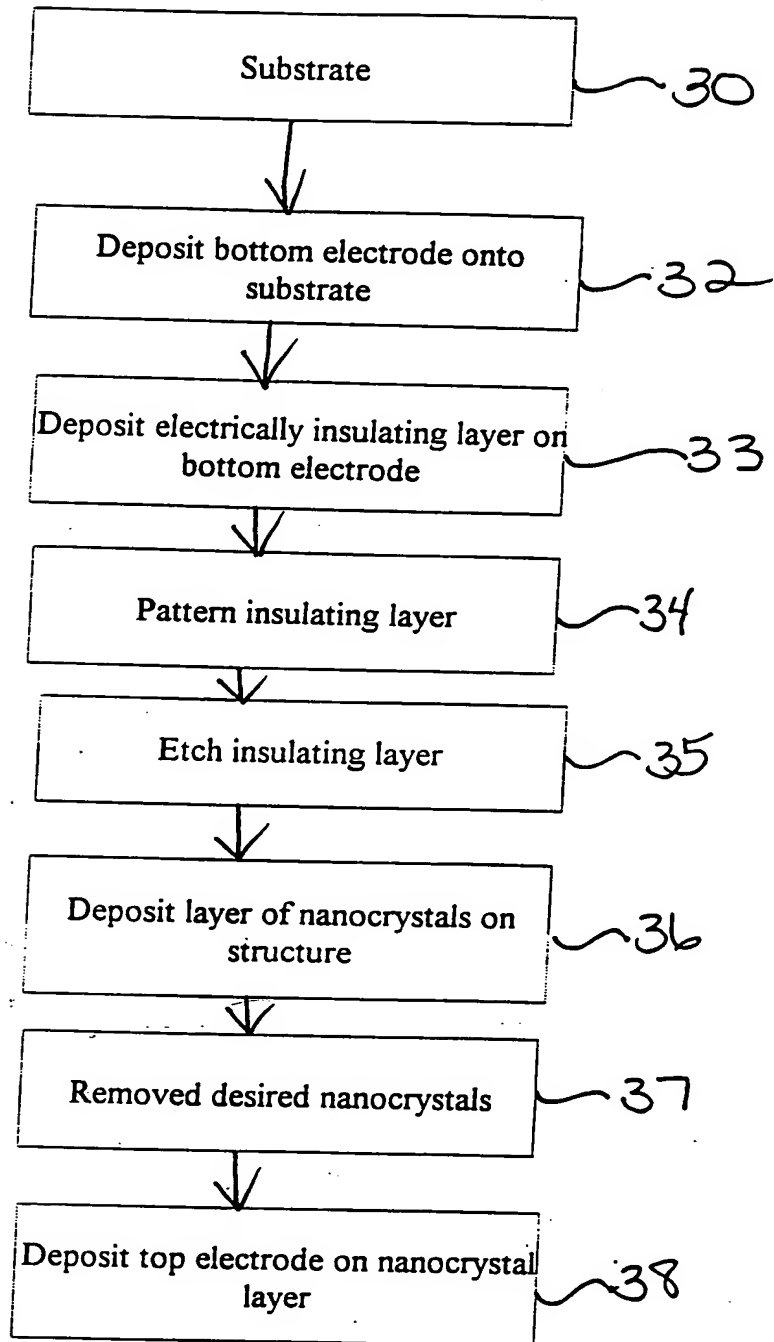 Substrate
30
Deposit bottom electrode onto
substrate
32
Deposit electrically insulating layer on
bottom electrode
33
Pattern insulating layer
34
Etch insulating layer
35
Deposit layer of nanocrystals on
structure
36
Removed desired nanocrystals
37
Deposit top electrode on nanocrystal
layer
38